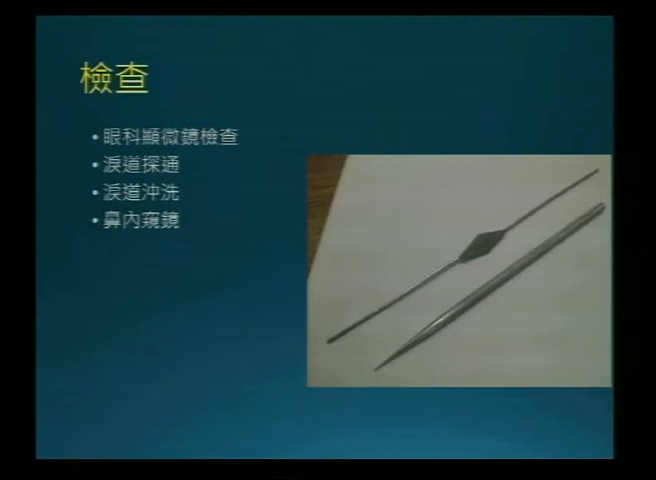 檢查
• 眼科顯微鏡檢查
• 淚道探通
• 淚道沖洗
• 鼻內窺鏡